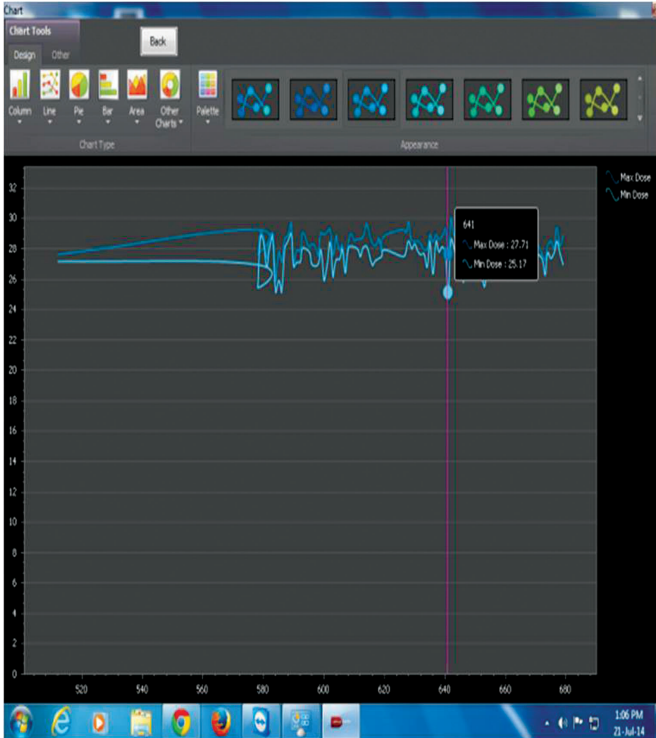 Chart
Chart Tools
Back
Design Other
Column Line Pie Bar Area Other Charts Palette
Chart Type Appearance
Max Dose
Min Dose
32
30
28
26
24
22
20
18
16
14
12
10
8
6
4
2
0
641
Max Dose : 27.71
Min Dose : 25.17
520 540 560 580 600 620 640 660 680
1:06 PM
21-Jul-14